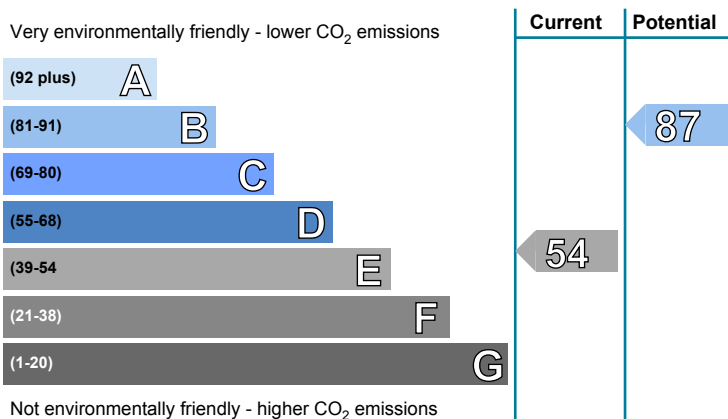 Current Potential
Very environmentally friendly - lower CO2 emissions
(92 plus) A
(81-91) B
87
(69-80) C
(55-68) D
54
(39-54 E
(21-38) F
(1-20) G
Not environmentally friendly - higher CO2 emissions